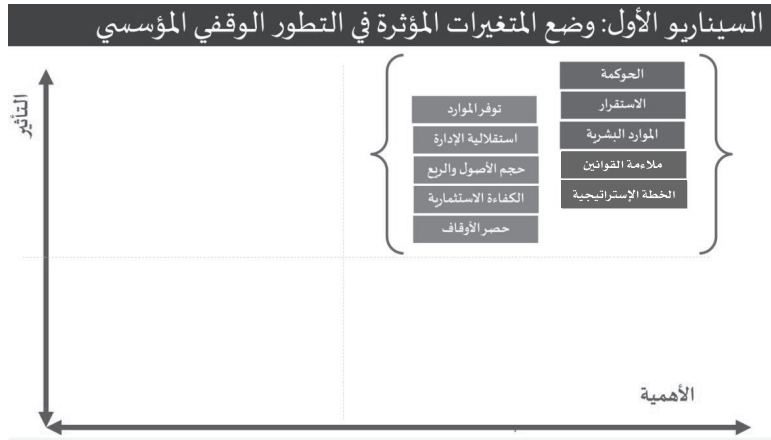 السيناريو الأول: وضع المتغيرات المؤثرة في التطور الوقفي المؤسسي
التأثير
الحوكمة
الاستقرار
الموارد البشرية
ملاءمة القوانين
الخطة الإستراتيجية
توفر الموارد
استقلالية الإدارة
حجم الأصول والريع
الكفاءة الاستثمارية
حصر الأوقاف
الأهمية